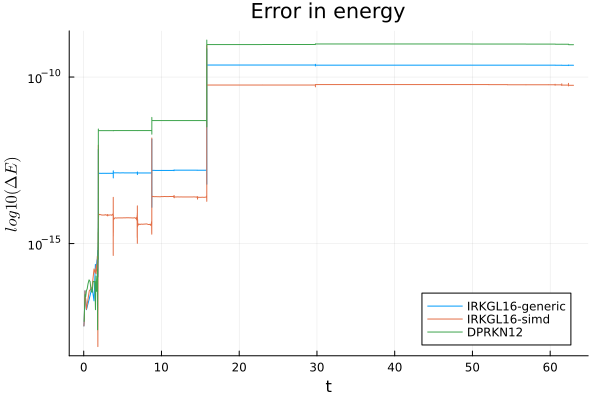 Error in energy
log10(ΔE)
10⁻¹⁰
10⁻¹⁵
IRKGL16-generic
IRKGL16-simd
DPRKN12
0 10 20 30 40 50 60
t